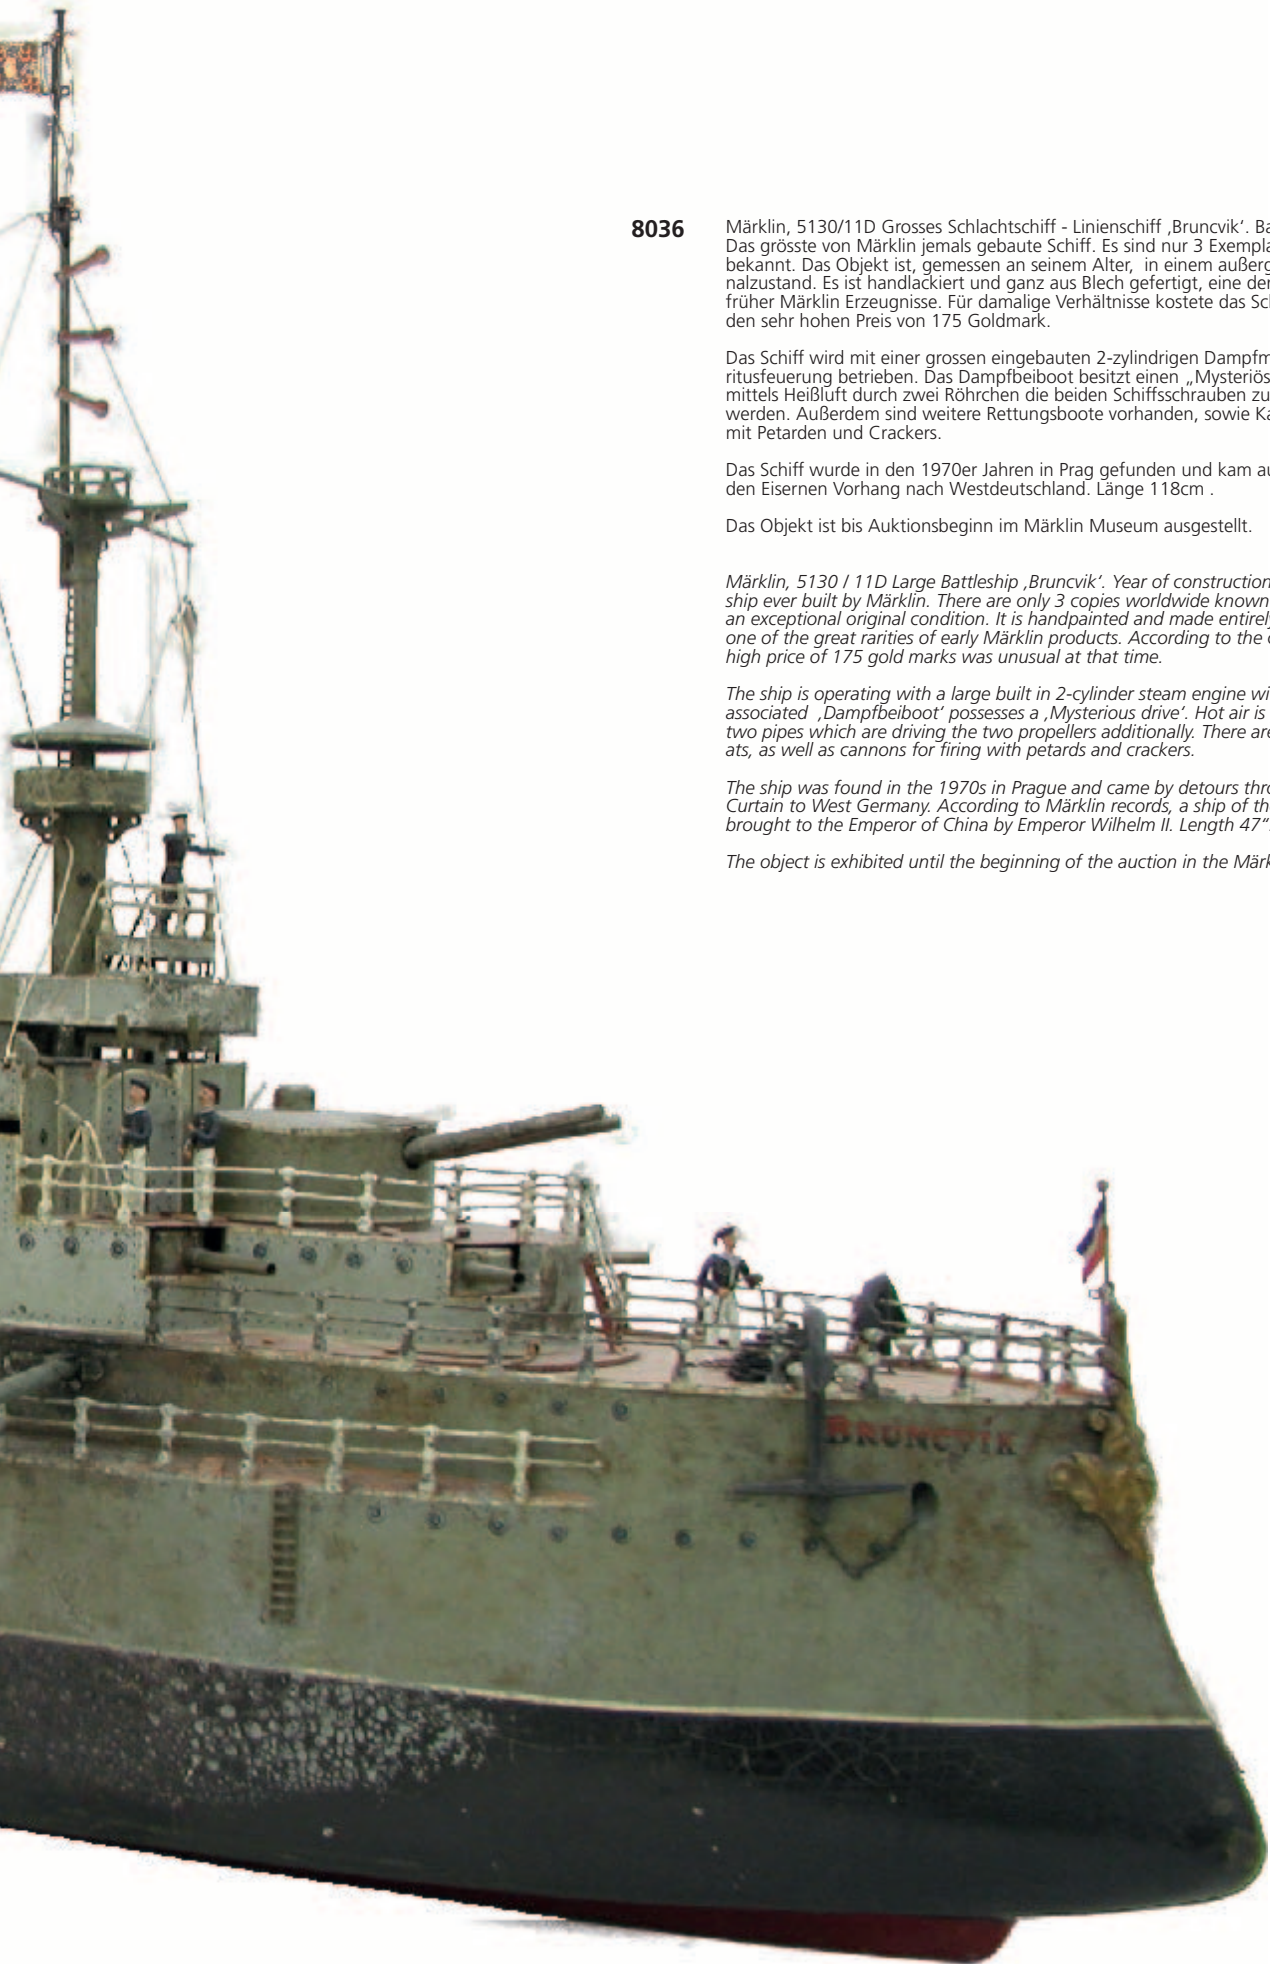 8036
Märklin, 5130/11D Grosses Schlachtschiff - Linienschiff ‚Bruncvik‘. Ba
Das grösste von Märklin jemals gebaute Schiff. Es sind nur 3 Exempla
bekannt. Das Objekt ist, gemessen an seinem Alter,  in einem außerg
nalzustand. Es ist handlackiert und ganz aus Blech gefertigt, eine der
früher Märklin Erzeugnisse. Für damalige Verhältnisse kostete das Sc
den sehr hohen Preis von 175 Goldmark.
Das Schiff wird mit einer grossen eingebauten 2-zylindrigen Dampfm
ritusfeuerung betrieben. Das Dampfbeiboot besitzt einen „Mysteriös
mittels Heißluft durch zwei Röhrchen die beiden Schiffsschrauben zu
werden. Außerdem sind weitere Rettungsboote vorhanden, sowie Ka
mit Petarden und Crackers.
Das Schiff wurde in den 1970er Jahren in Prag gefunden und kam au
den Eisernen Vorhang nach Westdeutschland. Länge 118cm .
Das Objekt ist bis Auktionsbeginn im Märklin Museum ausgestellt.
Märklin, 5130 / 11D Large Battleship ‚Bruncvik‘. Year of construction
ship ever built by Märklin. There are only 3 copies worldwide known
an exceptional original condition. It is handpainted and made entirely
one of the great rarities of early Märklin products. According to the
high price of 175 gold marks was unusual at that time.
The ship is operating with a large built in 2-cylinder steam engine wi
associated  ‚Dampfbeiboot‘ possesses a ‚Mysterious drive‘. Hot air is
two pipes which are driving the two propellers additionally. There are
ats, as well as cannons for firing with petards and crackers.
The ship was found in the 1970s in Prague and came by detours thro
Curtain to West Germany. According to Märklin records, a ship of th
brought to the Emperor of China by Emperor Wilhelm II. Length 47“.
The object is exhibited until the beginning of the auction in the Märk
BRUNCVIK